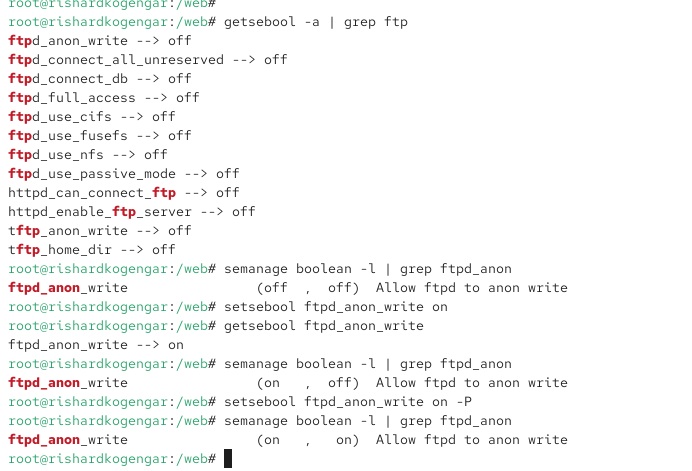 root@rishardkogengar:/web#
root@rishardkogengar:/web# getsebool -a | grep ftp
ftpd_anon_write --> off
ftpd_connect_all_unreserved --> off
ftpd_connect_db --> off
ftpd_full_access --> off
ftpd_use_cifs --> off
ftpd_use_fusefs --> off
ftpd_use_nfs --> off
ftpd_use_passive_mode --> off
httpd_can_connect_ftp --> off
httpd_enable_ftp_server --> off
tftp_anon_write --> off
tftp_home_dir --> off
root@rishardkogengar:/web# semanage boolean -l | grep ftpd_anon
ftpd_anon_write                (off  ,  off)  Allow ftpd to anon write
root@rishardkogengar:/web# setsebool ftpd_anon_write on
root@rishardkogengar:/web# getsebool ftpd_anon_write
ftpd_anon_write --> on
root@rishardkogengar:/web# semanage boolean -l | grep ftpd_anon
ftpd_anon_write                (on   ,  off)  Allow ftpd to anon write
root@rishardkogengar:/web# setsebool ftpd_anon_write on -P
root@rishardkogengar:/web# semanage boolean -l | grep ftpd_anon
ftpd_anon_write                (on   ,   on)  Allow ftpd to anon write
root@rishardkogengar:/web#